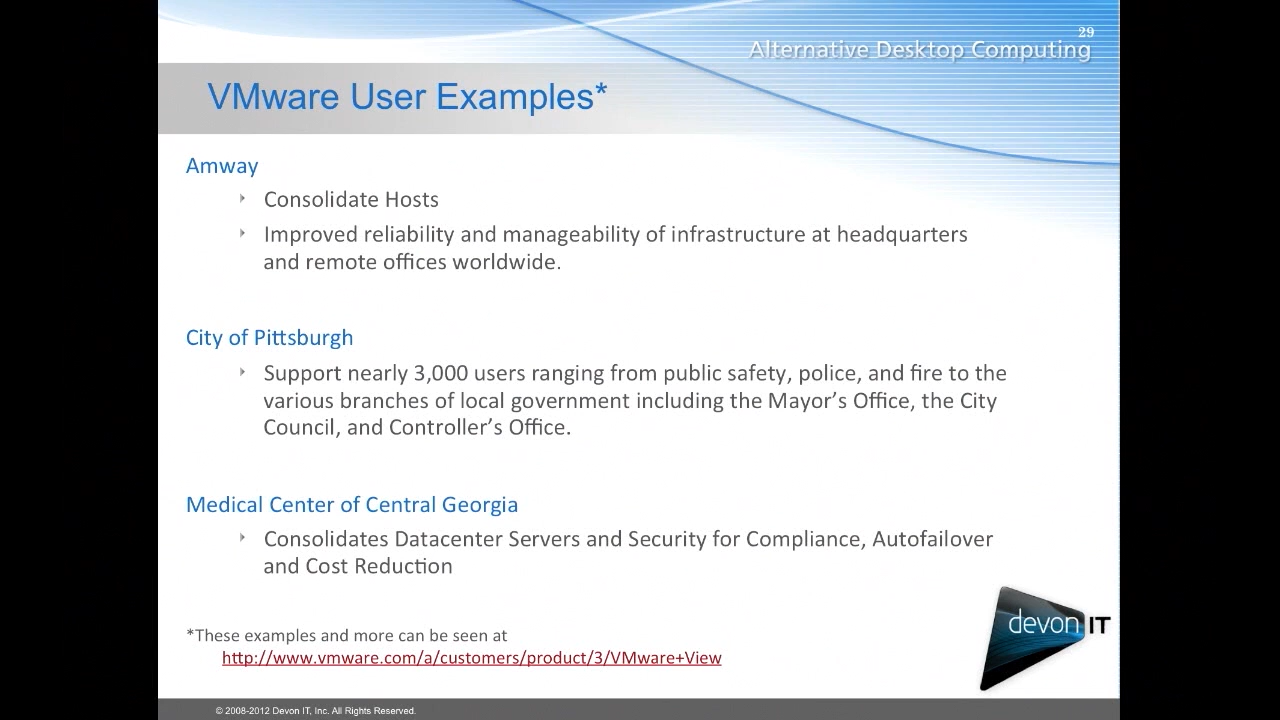 29
Alternative Desktop Computing
VMware User Examples*
Amway
Consolidate Hosts
Improved reliability and manageability of infrastructure at headquarters
and remote offices worldwide.
City of Pittsburgh
Support nearly 3,000 users ranging from public safety, police, and fire to the
various branches of local government including the Mayor’s Office, the City
Council, and Controller’s Office.
Medical Center of Central Georgia
Consolidates Datacenter Servers and Security for Compliance, Autofailover
and Cost Reduction
devon IT
*These examples and more can be seen at
http://www.vmware.com/a/customers/product/3/VMware+View
© 2008-2012 Devon IT, Inc. All Rights Reserved.